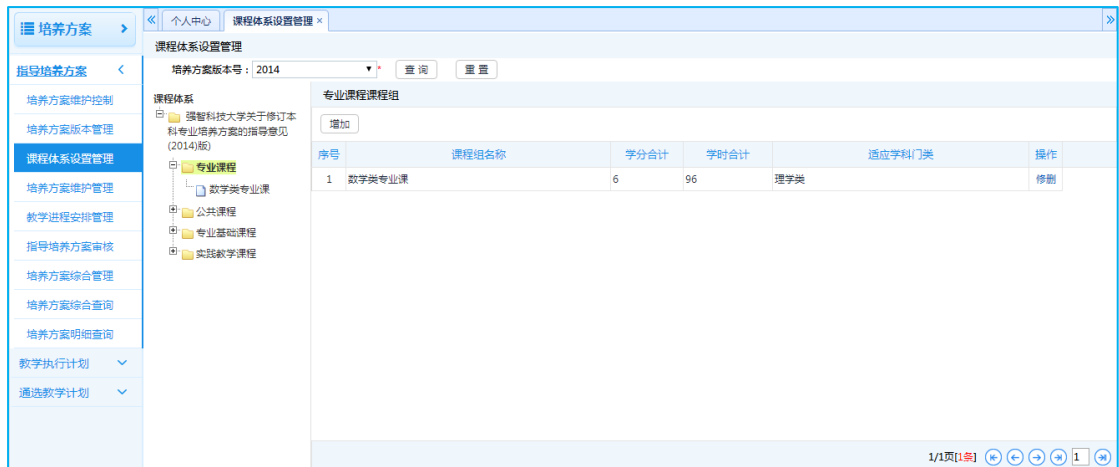 培养方案
个人中心
课程体系设置管理 ×
课程体系设置管理
指导培养方案
培养方案版本号：2014 *
查询
重置
培养方案维护控制
培养方案版本管理
课程体系设置管理
培养方案维护管理
教学进程安排管理
指导培养方案审核
培养方案综合管理
培养方案综合查询
培养方案明细查询
教学执行计划
通选教学计划
课程体系
强智科技大学关于修订本
科专业培养方案的指导意见
(2014)版)
专业课程
数学类专业课
公共课程
专业基础课程
实践教学课程
专业课程课程组
增加
序号 课程组名称 学分合计 学时合计 适应学科门类 操作
1 数学类专业课 6 96 理学类 修删
1/1页[1条] 1